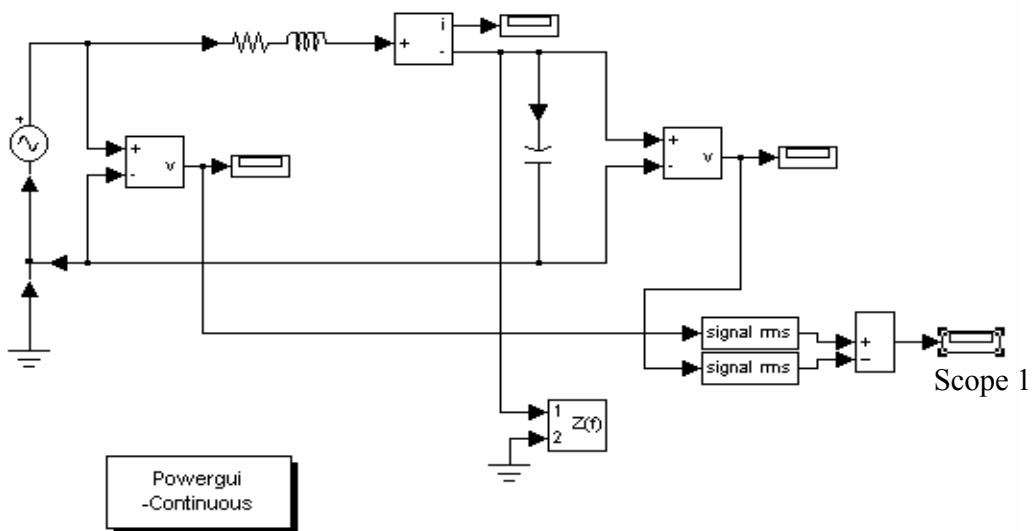 i
+
-
+
+
-
v
+
-
v
signal rms
+
-
signal rms
Scope 1
1
2
Z(f)
Powergui
-Continuous